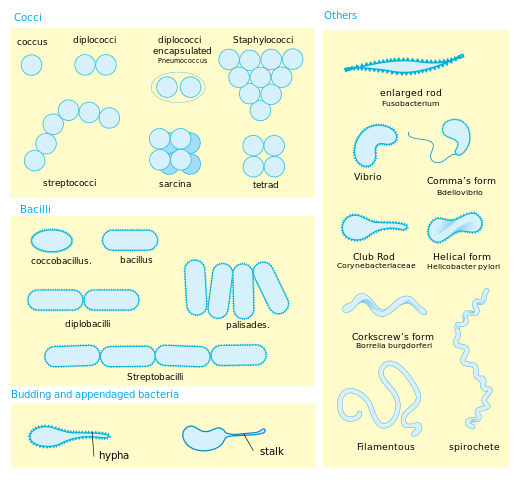 Cocci
coccus
diplococci
diplococci
encapsulated
Pneumococcus
Staphylococci
streptococci
sarcina
tetrad
Bacilli
coccobacillus.
bacillus
diplobacilli
palisades.
Streptobacilli
Budding and appendaged bacteria
hypha
stalk
Others
enlarged rod
Fusobacterium
Vibrio
Comma's form
Bdellovibrio
Club Rod
Corynebacteriaceae
Helical form
Helicobacter pylori
Corkscrew's form
Borrelia burgdorferi
Filamentous
spirochete